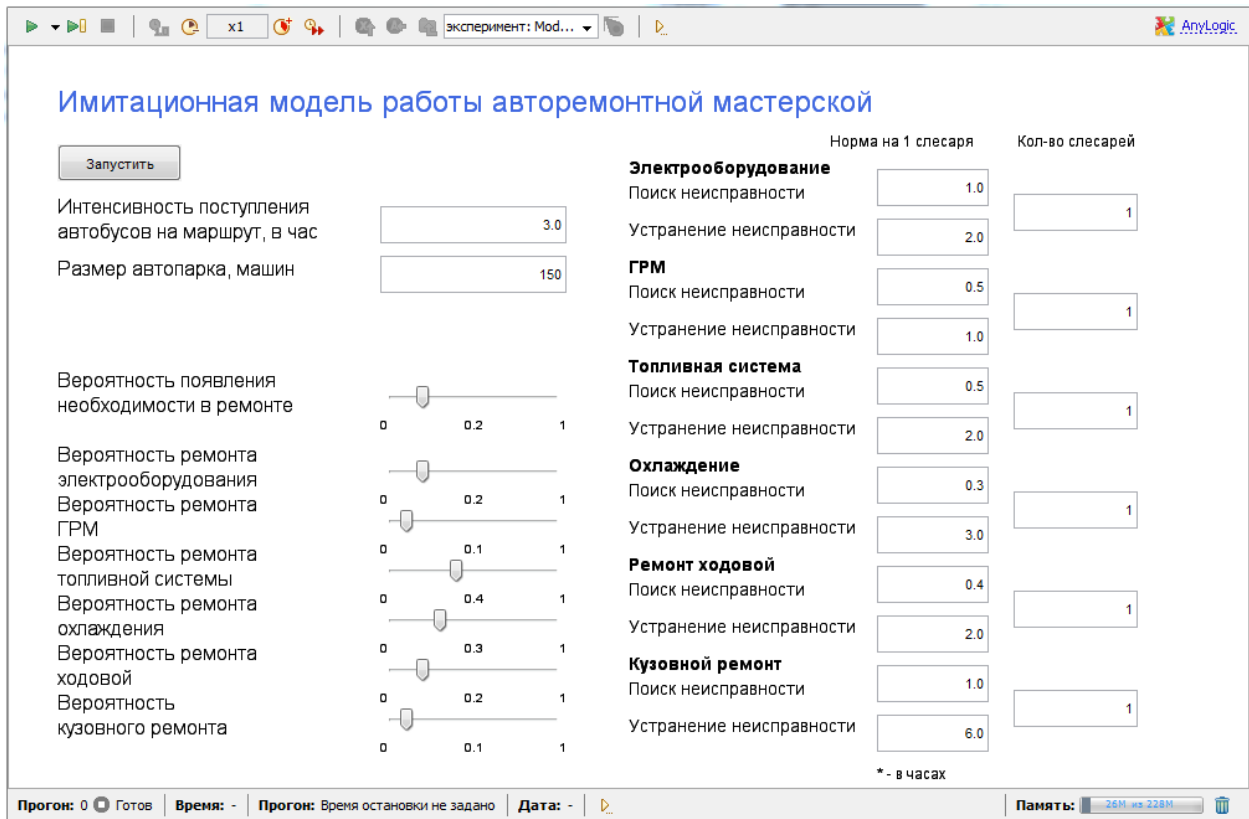 x1
эксперимент: Mod...
AnyLogic
Имитационная модель работы авторемонтной мастерской
Запустить
Интенсивность поступления
автобусов на маршрут, в час
3.0
Размер автопарка, машин
150
Вероятность появления
необходимости в ремонте
0 0.2 1
Вероятность ремонта
электрооборудования
0 0.2 1
Вероятность ремонта
ГРМ
0 0.1 1
Вероятность ремонта
топливной системы
0 0.4 1
Вероятность ремонта
охлаждения
0 0.3 1
Вероятность ремонта
ходовой
0 0.2 1
Вероятность
кузовного ремонта
0 0.1 1
Норма на 1 слесаря Кол-во слесарей
Электрооборудование
Поиск неисправности 1.0
1
Устранение неисправности 2.0
ГРМ
Поиск неисправности 0.5
1
Устранение неисправности 1.0
Топливная система
Поиск неисправности 0.5
1
Устранение неисправности 2.0
Охлаждение
Поиск неисправности 0.3
1
Устранение неисправности 3.0
Ремонт ходовой
Поиск неисправности 0.4
1
Устранение неисправности 2.0
Кузовной ремонт
Поиск неисправности 1.0
1
Устранение неисправности 6.0
* - в часах
Прогон: 0 Готов Время: - Прогон: Время остановки не задано Дата: - Память: 26M из 228M